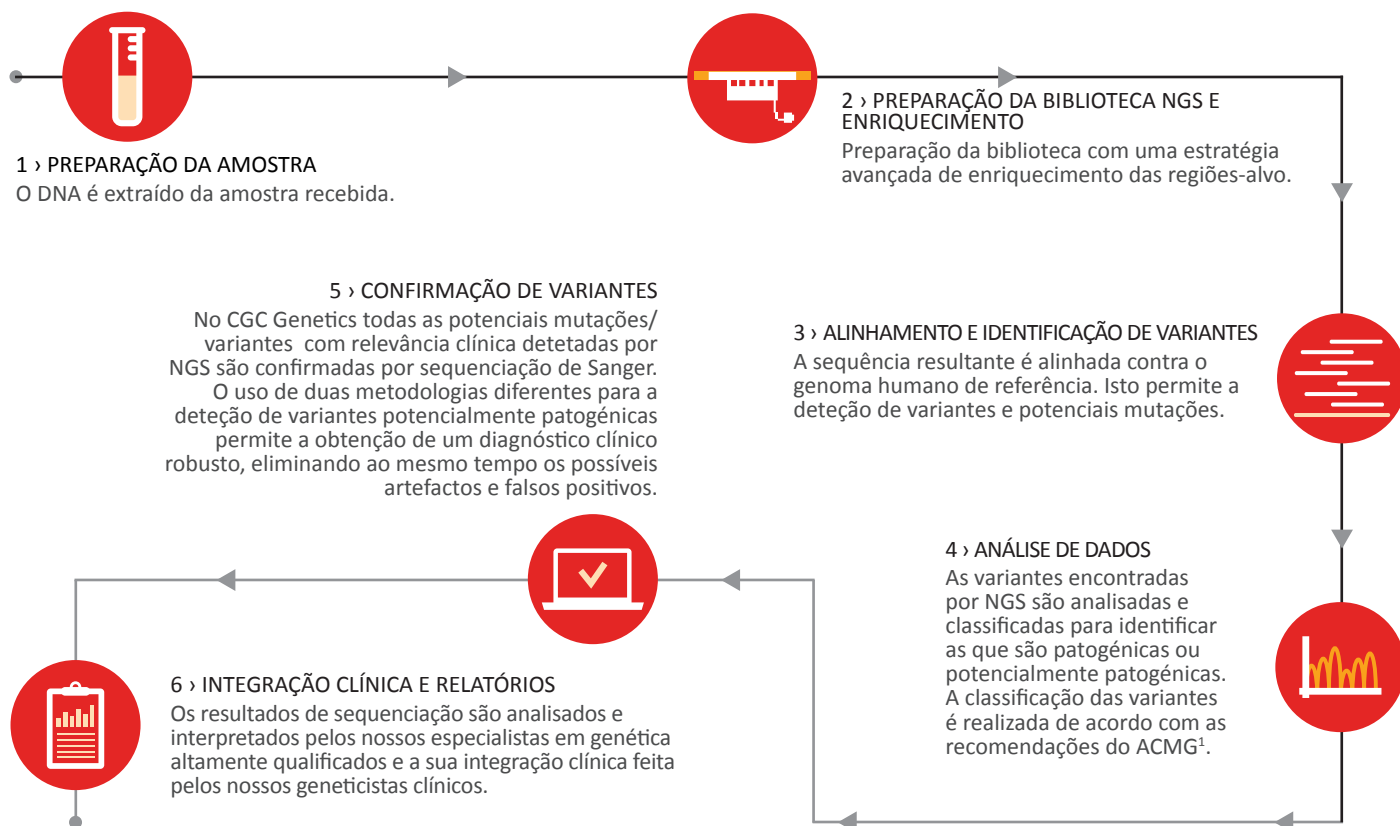 1 › PREPARAÇÃO DA AMOSTRA
O DNA é extraído da amostra recebida.
2 › PREPARAÇÃO DA BIBLIOTECA NGS E
ENRIQUECIMENTO
Preparação da biblioteca com uma estratégia
avançada de enriquecimento das regiões-alvo.
3 › ALINHAMENTO E IDENTIFICAÇÃO DE VARIANTES
A sequência resultante é alinhada contra o
genoma humano de referência. Isto permite a
deteção de variantes e potenciais mutações.
4 › ANÁLISE DE DADOS
As variantes encontradas
por NGS são analisadas e
classificadas para identificar
as que são patogénicas ou
potencialmente patogénicas.
A classificação das variantes
é realizada de acordo com as
recomendações do ACMG¹.
5 › CONFIRMAÇÃO DE VARIANTES
No CGC Genetics todas as potenciais mutações/
variantes com relevância clínica detetadas por
NGS são confirmadas por sequenciação de Sanger.
O uso de duas metodologias diferentes para a
deteção de variantes potencialmente patogénicas
permite a obtenção de um diagnóstico clínico
robusto, eliminando ao mesmo tempo os possíveis
artefactos e falsos positivos.
6 › INTEGRAÇÃO CLÍNICA E RELATÓRIOS
Os resultados de sequenciação são analisados e
interpretados pelos nossos especialistas em genética
altamente qualificados e a sua integração clínica feita
pelos nossos geneticistas clínicos.